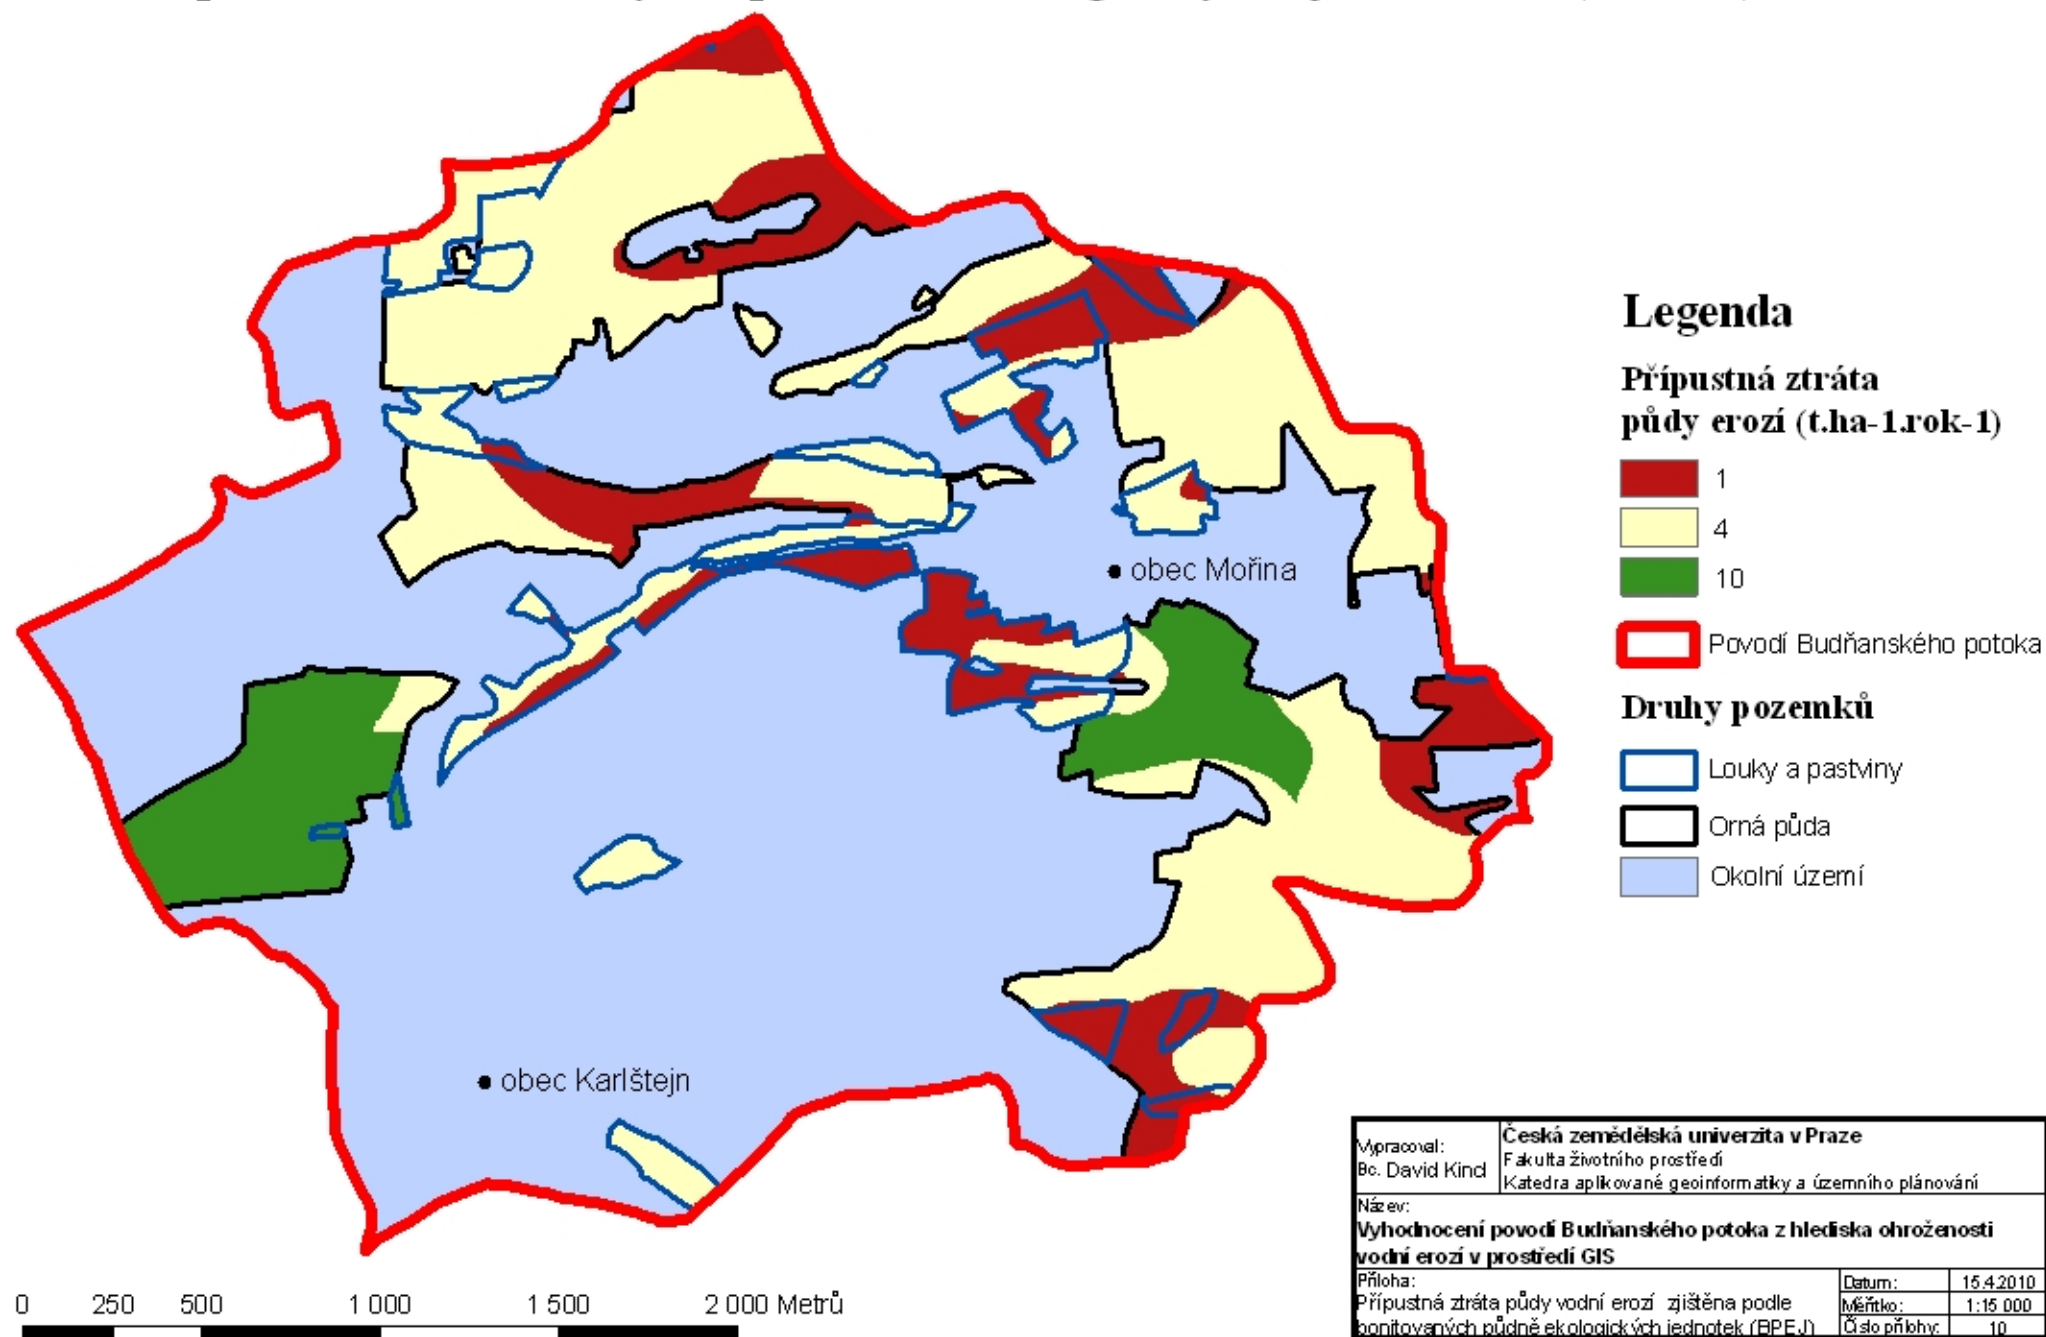 obec Mořina
obec Karlštejn
Legenda
Přípustná ztráta
půdy erozí (t.ha-1.rok-1)
1
4
10
Povodí Budňanského potoka
Druhy pozemků
Louky a pastviny
Orná půda
Okolní území
0 250 500 1 000 1 500 2 000 Metrů
Vypracoval:
Bc. David Kincl
Česká zemědělská univerzita v Praze
Fakulta životního prostředí
Katedra aplikované geoinformatiky a územního plánování
Název:
Vyhodnocení povodí Budňanského potoka z hlediska ohroženosti
vodní erozí v prostředí GIS
Příloha:
Přípustná ztráta půdy vodní erozí zjištěna podle
bonitovaných půdně ekologických jednotek (BPEJ)
Datum: 15.4.2010
Měřítko: 1:15 000
Číslo přílohy: 10